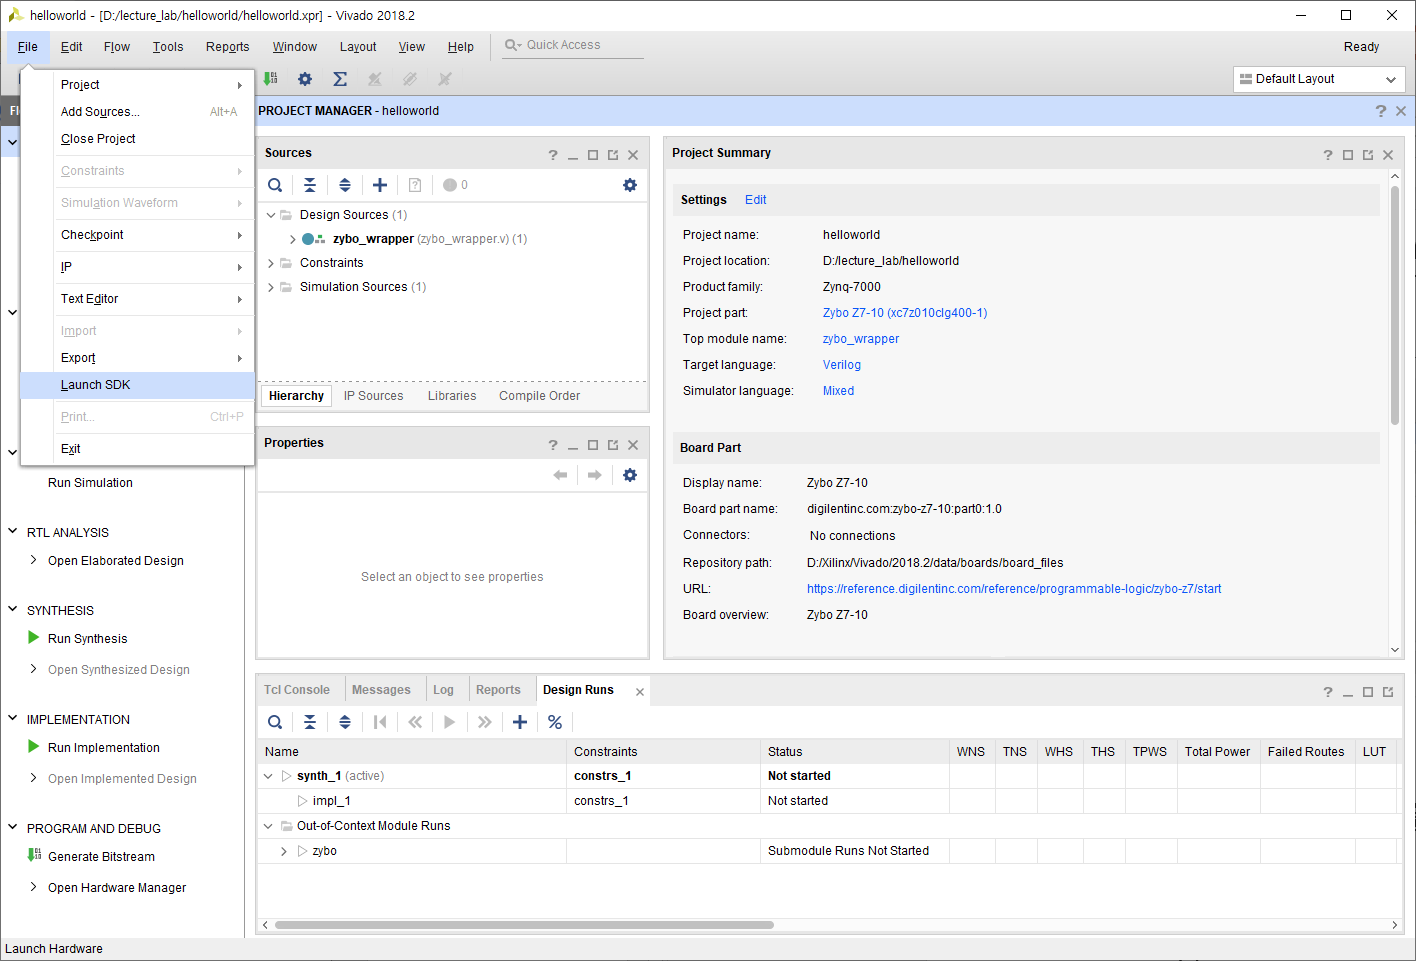 helloworld - [D:/lecture_lab/helloworld/helloworld.xpr] - Vivado 2018.2
File Edit Flow Tools Reports Window Layout View Help Quick Access Ready
Default Layout
PROJECT MANAGER - helloworld
Project
Add Sources... Alt+A
Close Project
Constraints
Simulation Waveform
Checkpoint
IP
Text Editor
Import
Export
Launch SDK
Print... Ctrl+P
Exit
Run Simulation
RTL ANALYSIS
Open Elaborated Design
SYNTHESIS
Run Synthesis
Open Synthesized Design
IMPLEMENTATION
Run Implementation
Open Implemented Design
PROGRAM AND DEBUG
Generate Bitstream
Open Hardware Manager
Sources
0
Design Sources (1)
zybo_wrapper (zybo_wrapper.v) (1)
Constraints
Simulation Sources (1)
Hierarchy IP Sources Libraries Compile Order
Properties
Select an object to see properties
Project Summary
Settings Edit
Project name: helloworld
Project location: D:/lecture_lab/helloworld
Product family: Zynq-7000
Project part: Zybo Z7-10 (xc7z010clg400-1)
Top module name: zybo_wrapper
Target language: Verilog
Simulator language: Mixed
Board Part
Display name: Zybo Z7-10
Board part name: digilentinc.com:zybo-z7-10:part0:1.0
Connectors: No connections
Repository path: D:/Xilinx/Vivado/2018.2/data/boards/board_files
URL: https://reference.digilentinc.com/reference/programmable-logic/zybo-z7/start
Board overview: Zybo Z7-10
Tcl Console Messages Log Reports Design Runs
Name Constraints Status WNS TNS WHS THS TPWS Total Power Failed Routes LUT
synth_1 (active) constrs_1 Not started
impl_1 constrs_1 Not started
Out-of-Context Module Runs
zybo Submodule Runs Not Started
Launch Hardware